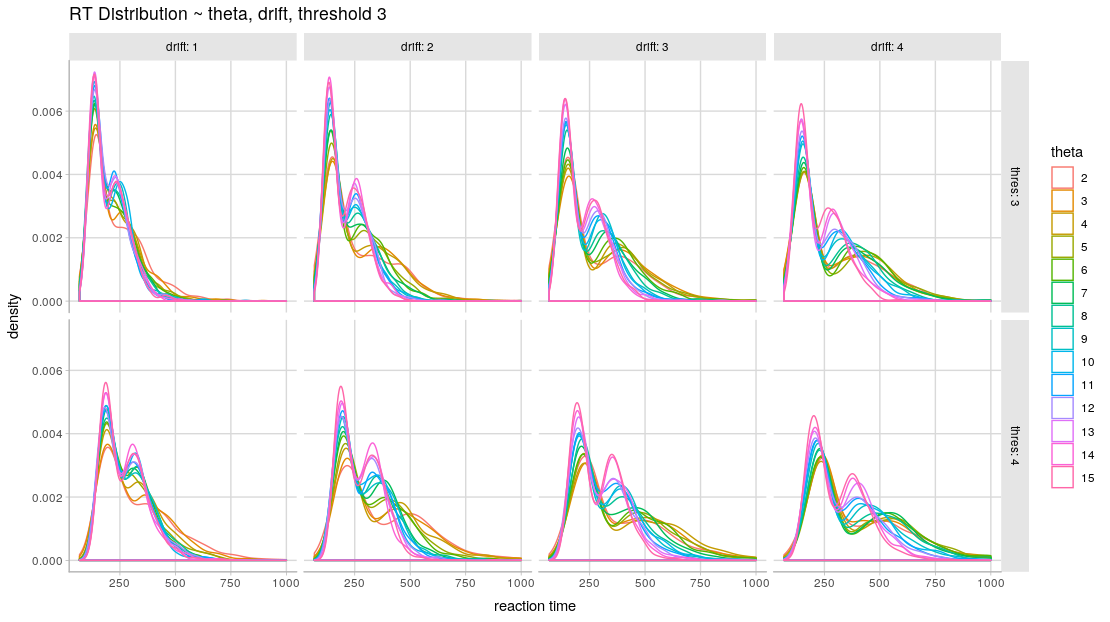 RT Distribution ~ theta, drift, threshold 3
drift: 1 drift: 2 drift: 3 drift: 4
0.006
0.004
0.002
0.000
thres: 3
0.006
0.004
0.002
0.000
thres: 4
density
250 500 750 1000 250 500 750 1000 250 500 750 1000 250 500 750 1000
reaction time
theta
2
3
4
5
6
7
8
9
10
11
12
13
14
15